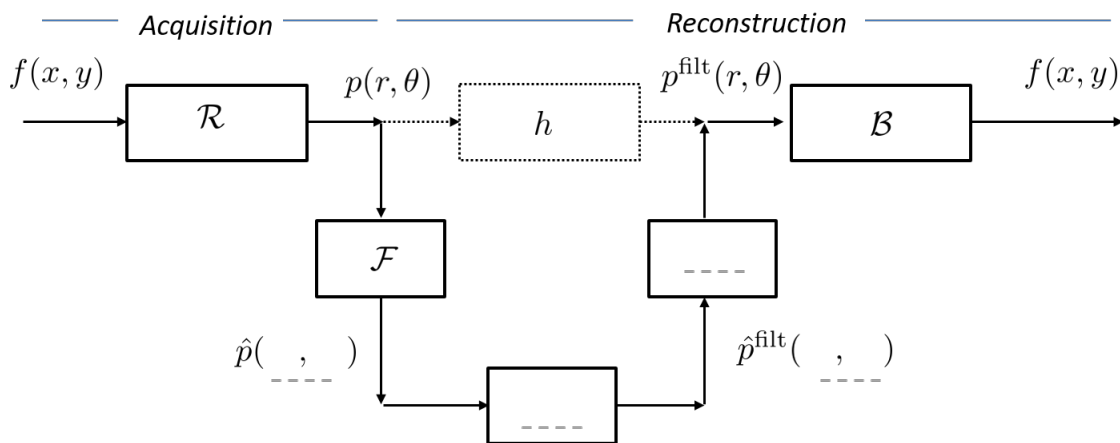 Acquisition Reconstruction
f(x, y) p(r, θ) p^filt(r, θ) f(x, y)
ℛ h ℬ
ℱ _ _ _ _
p̂( , ) p̂^filt( , )
_ _ _ _ _ _ _ _
_ _ _ _